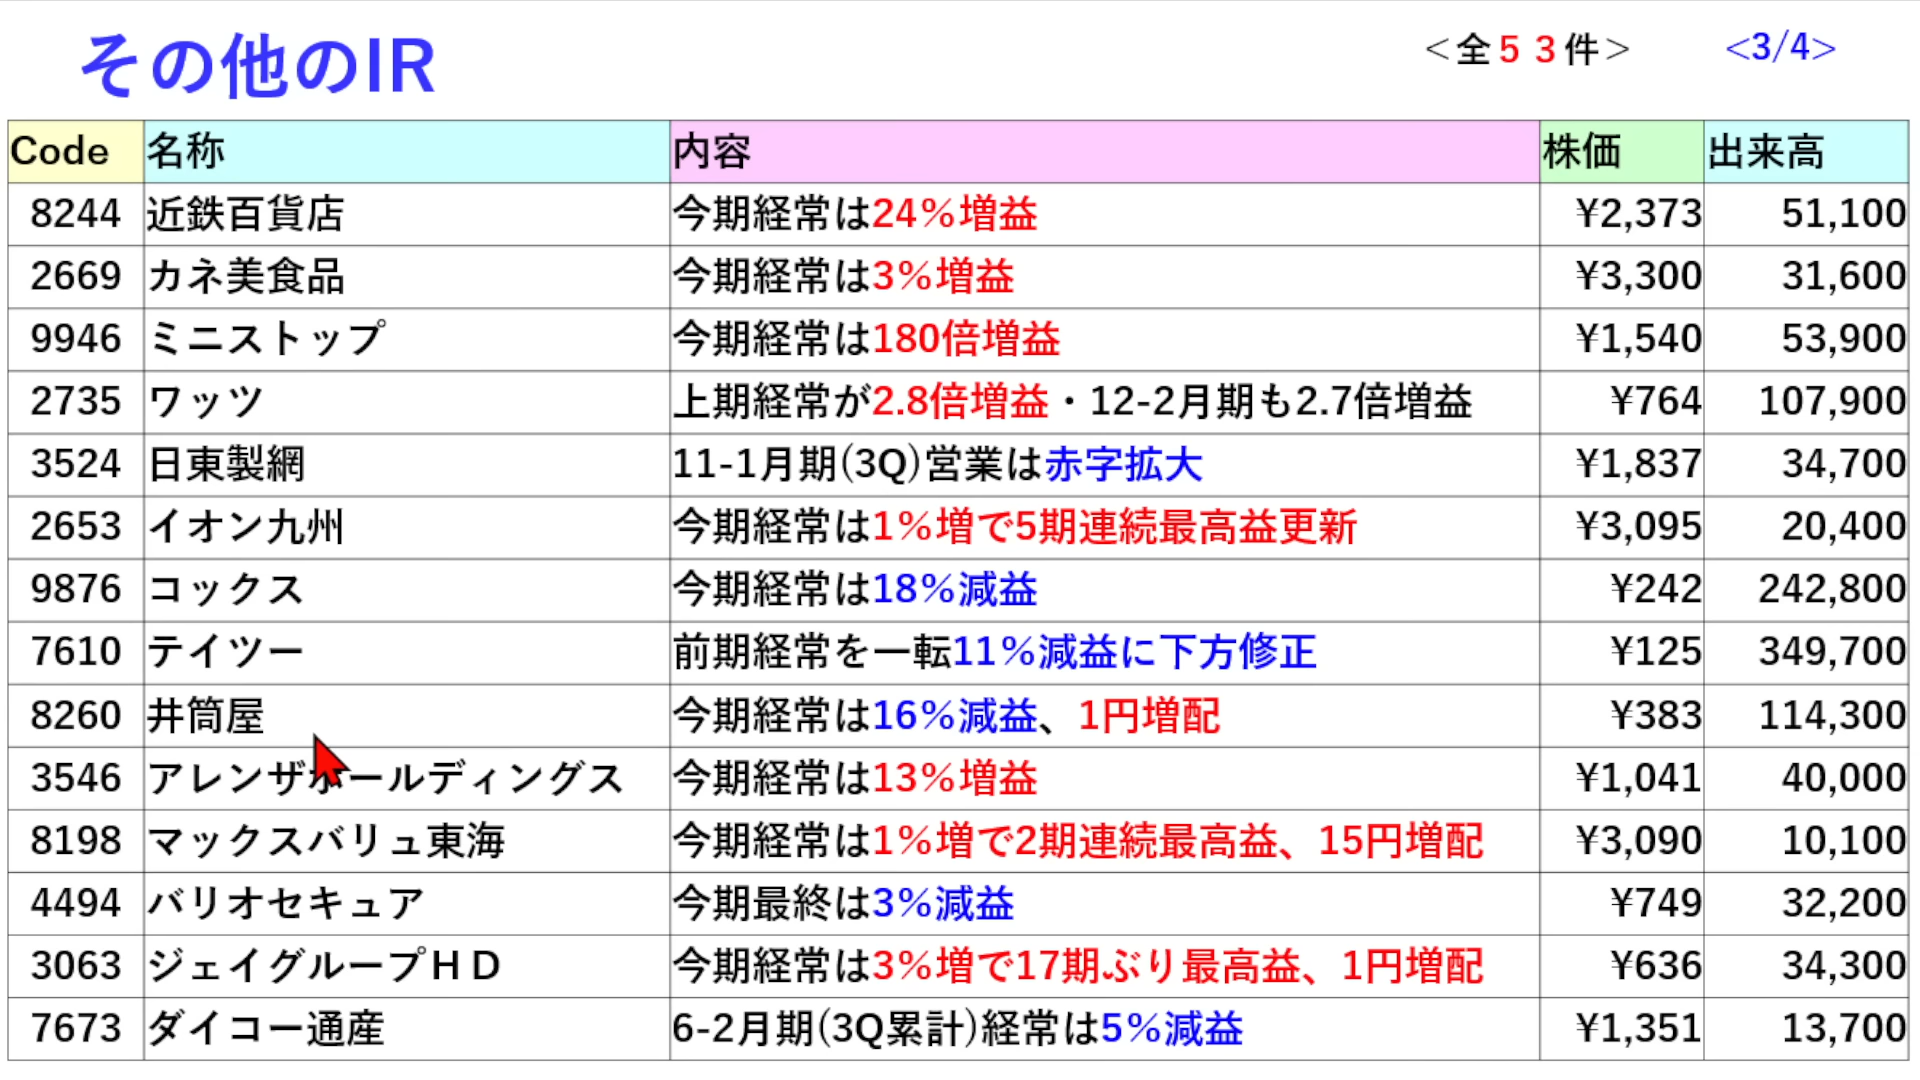 その他のIR <全５３件> <3/4>
Code 名称 内容 株価 出来高
8244 近鉄百貨店 今期経常は24％増益 ¥2,373 51,100
2669 カネ美食品 今期経常は3％増益 ¥3,300 31,600
9946 ミニストップ 今期経常は180倍増益 ¥1,540 53,900
2735 ワッツ 上期経常が2.8倍増益・12-2月期も2.7倍増益 ¥764 107,900
3524 日東製網 11-1月期(3Q)営業は赤字拡大 ¥1,837 34,700
2653 イオン九州 今期経常は1％増で5期連続最高益更新 ¥3,095 20,400
9876 コックス 今期経常は18％減益 ¥242 242,800
7610 テイツー 前期経常を一転11％減益に下方修正 ¥125 349,700
8260 井筒屋 今期経常は16％減益、1円増配 ¥383 114,300
3546 アレンザホールディングス 今期経常は13％増益 ¥1,041 40,000
8198 マックスバリュ東海 今期経常は1％増で2期連続最高益、15円増配 ¥3,090 10,100
4494 バリオセキュア 今期最終は3％減益 ¥749 32,200
3063 ジェイグループＨＤ 今期経常は3％増で17期ぶり最高益、1円増配 ¥636 34,300
7673 ダイコー通産 6-2月期(3Q累計)経常は5％減益 ¥1,351 13,700